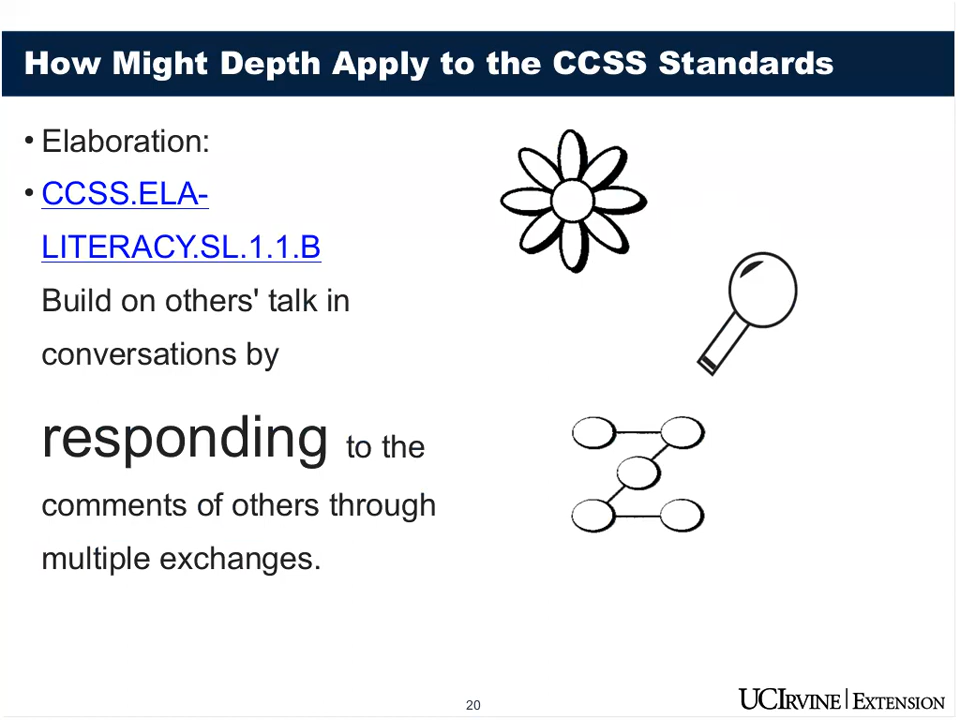 How Might Depth Apply to the CCSS Standards
• Elaboration:
• CCSS.ELA-
LITERACY.SL.1.1.B
Build on others' talk in
conversations by
responding to the
comments of others through
multiple exchanges.
20
UCIRVINE | EXTENSION